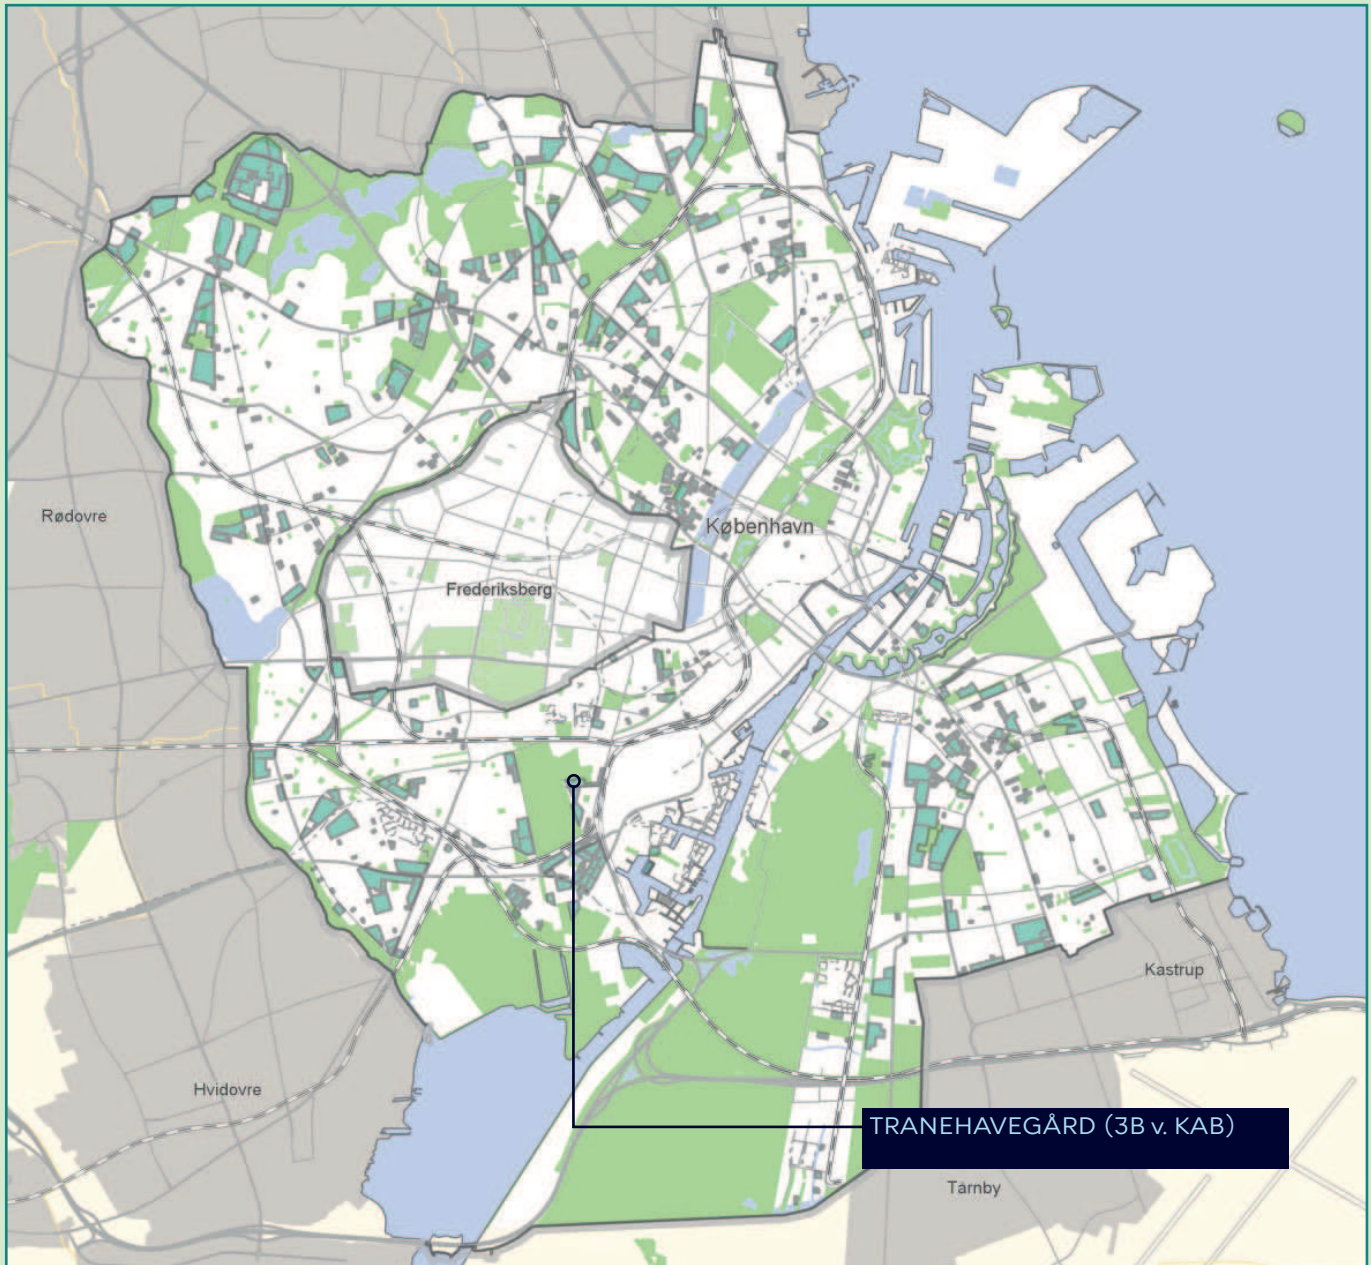 Rødovre
København
Frederiksberg
Kastrup
Hvidovre
TRANEHAVEGÅRD (3B v. KAB)
Tårnby